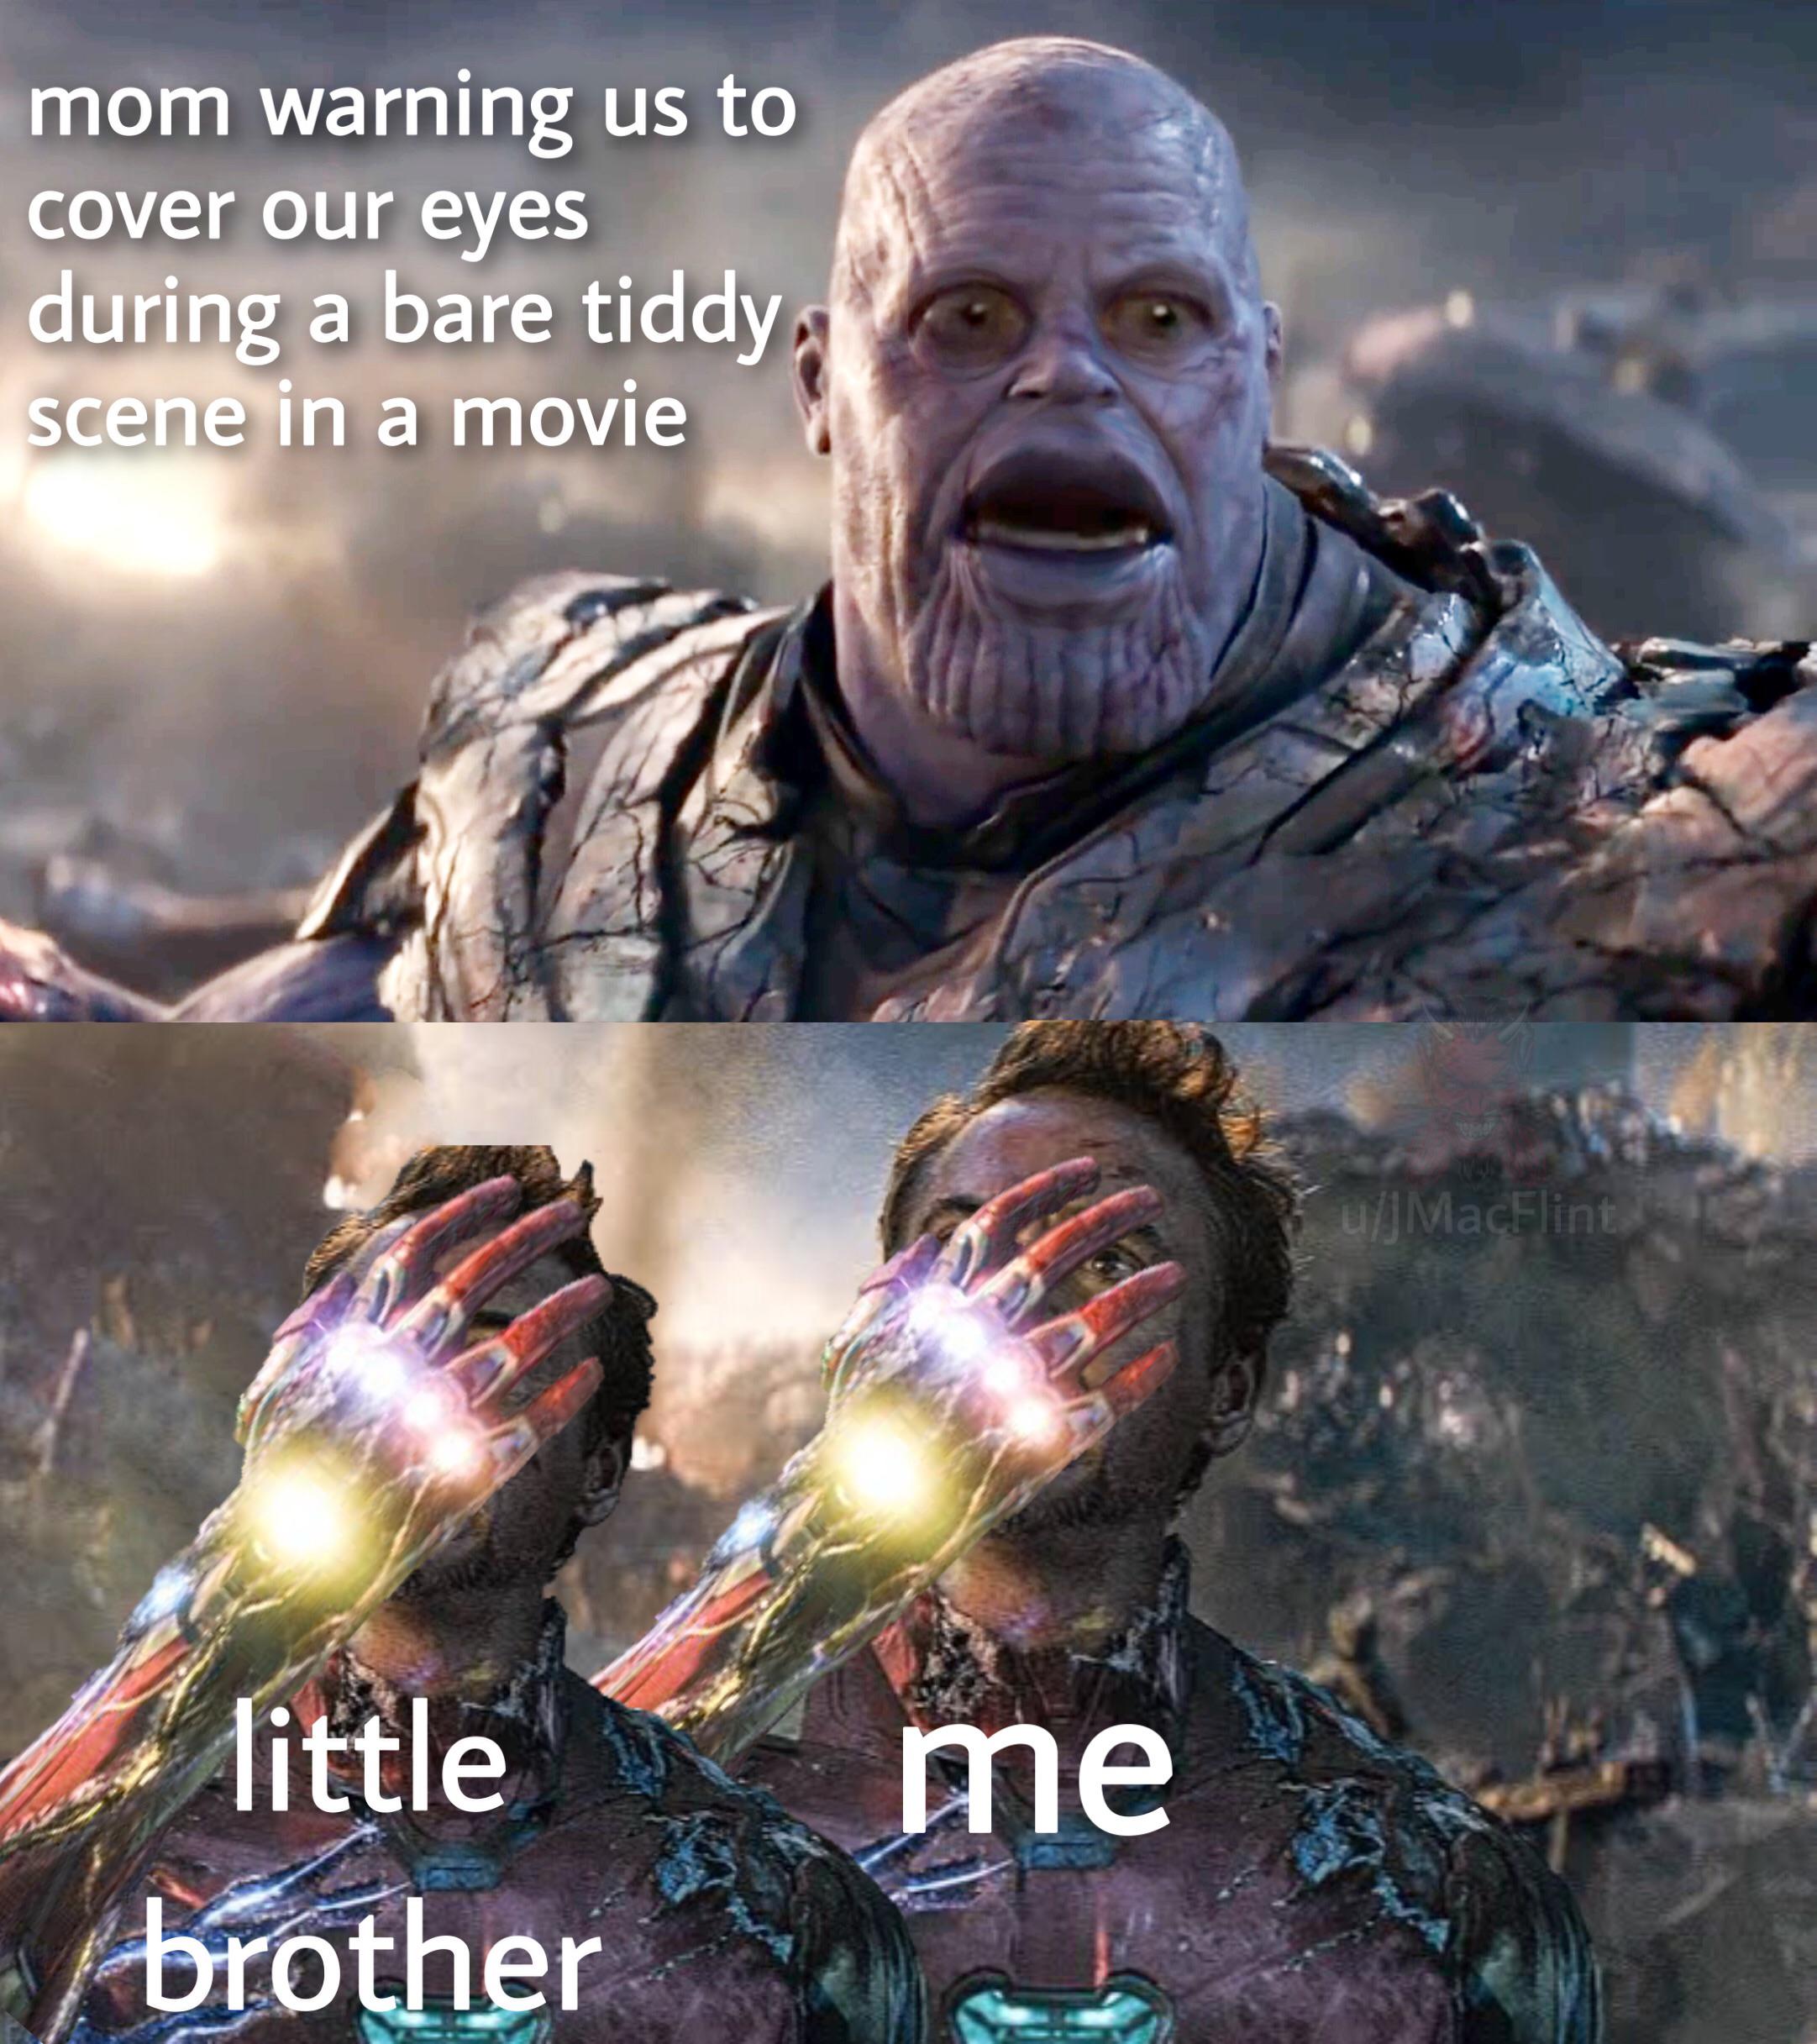 mom warning us to
cover our eyes
during a bare tiddy
scene in a movie
u/JMacFlint
little
brother
me